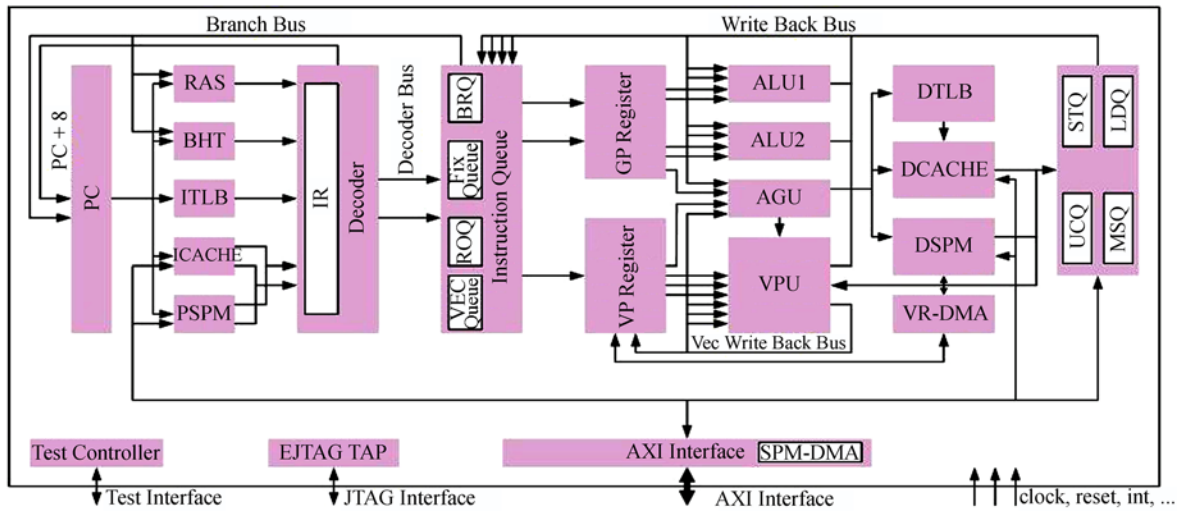 Branch Bus
Write Back Bus
PC + 8
PC
RAS
BHT
ITLB
ICACHE
PSPM
IR
Decoder
Decoder Bus
BRQ
Fix
Queue
ROQ
VEC
Queue
Instruction Queue
GP Register
VP Register
ALU1
ALU2
AGU
VPU
Vec Write Back Bus
DTLB
DCACHE
DSPM
VR-DMA
STQ
LDQ
UCQ
MSQ
Test Controller
EJTAG TAP
AXI Interface
SPM-DMA
Test Interface
JTAG Interface
AXI Interface
clock, reset, int, ...